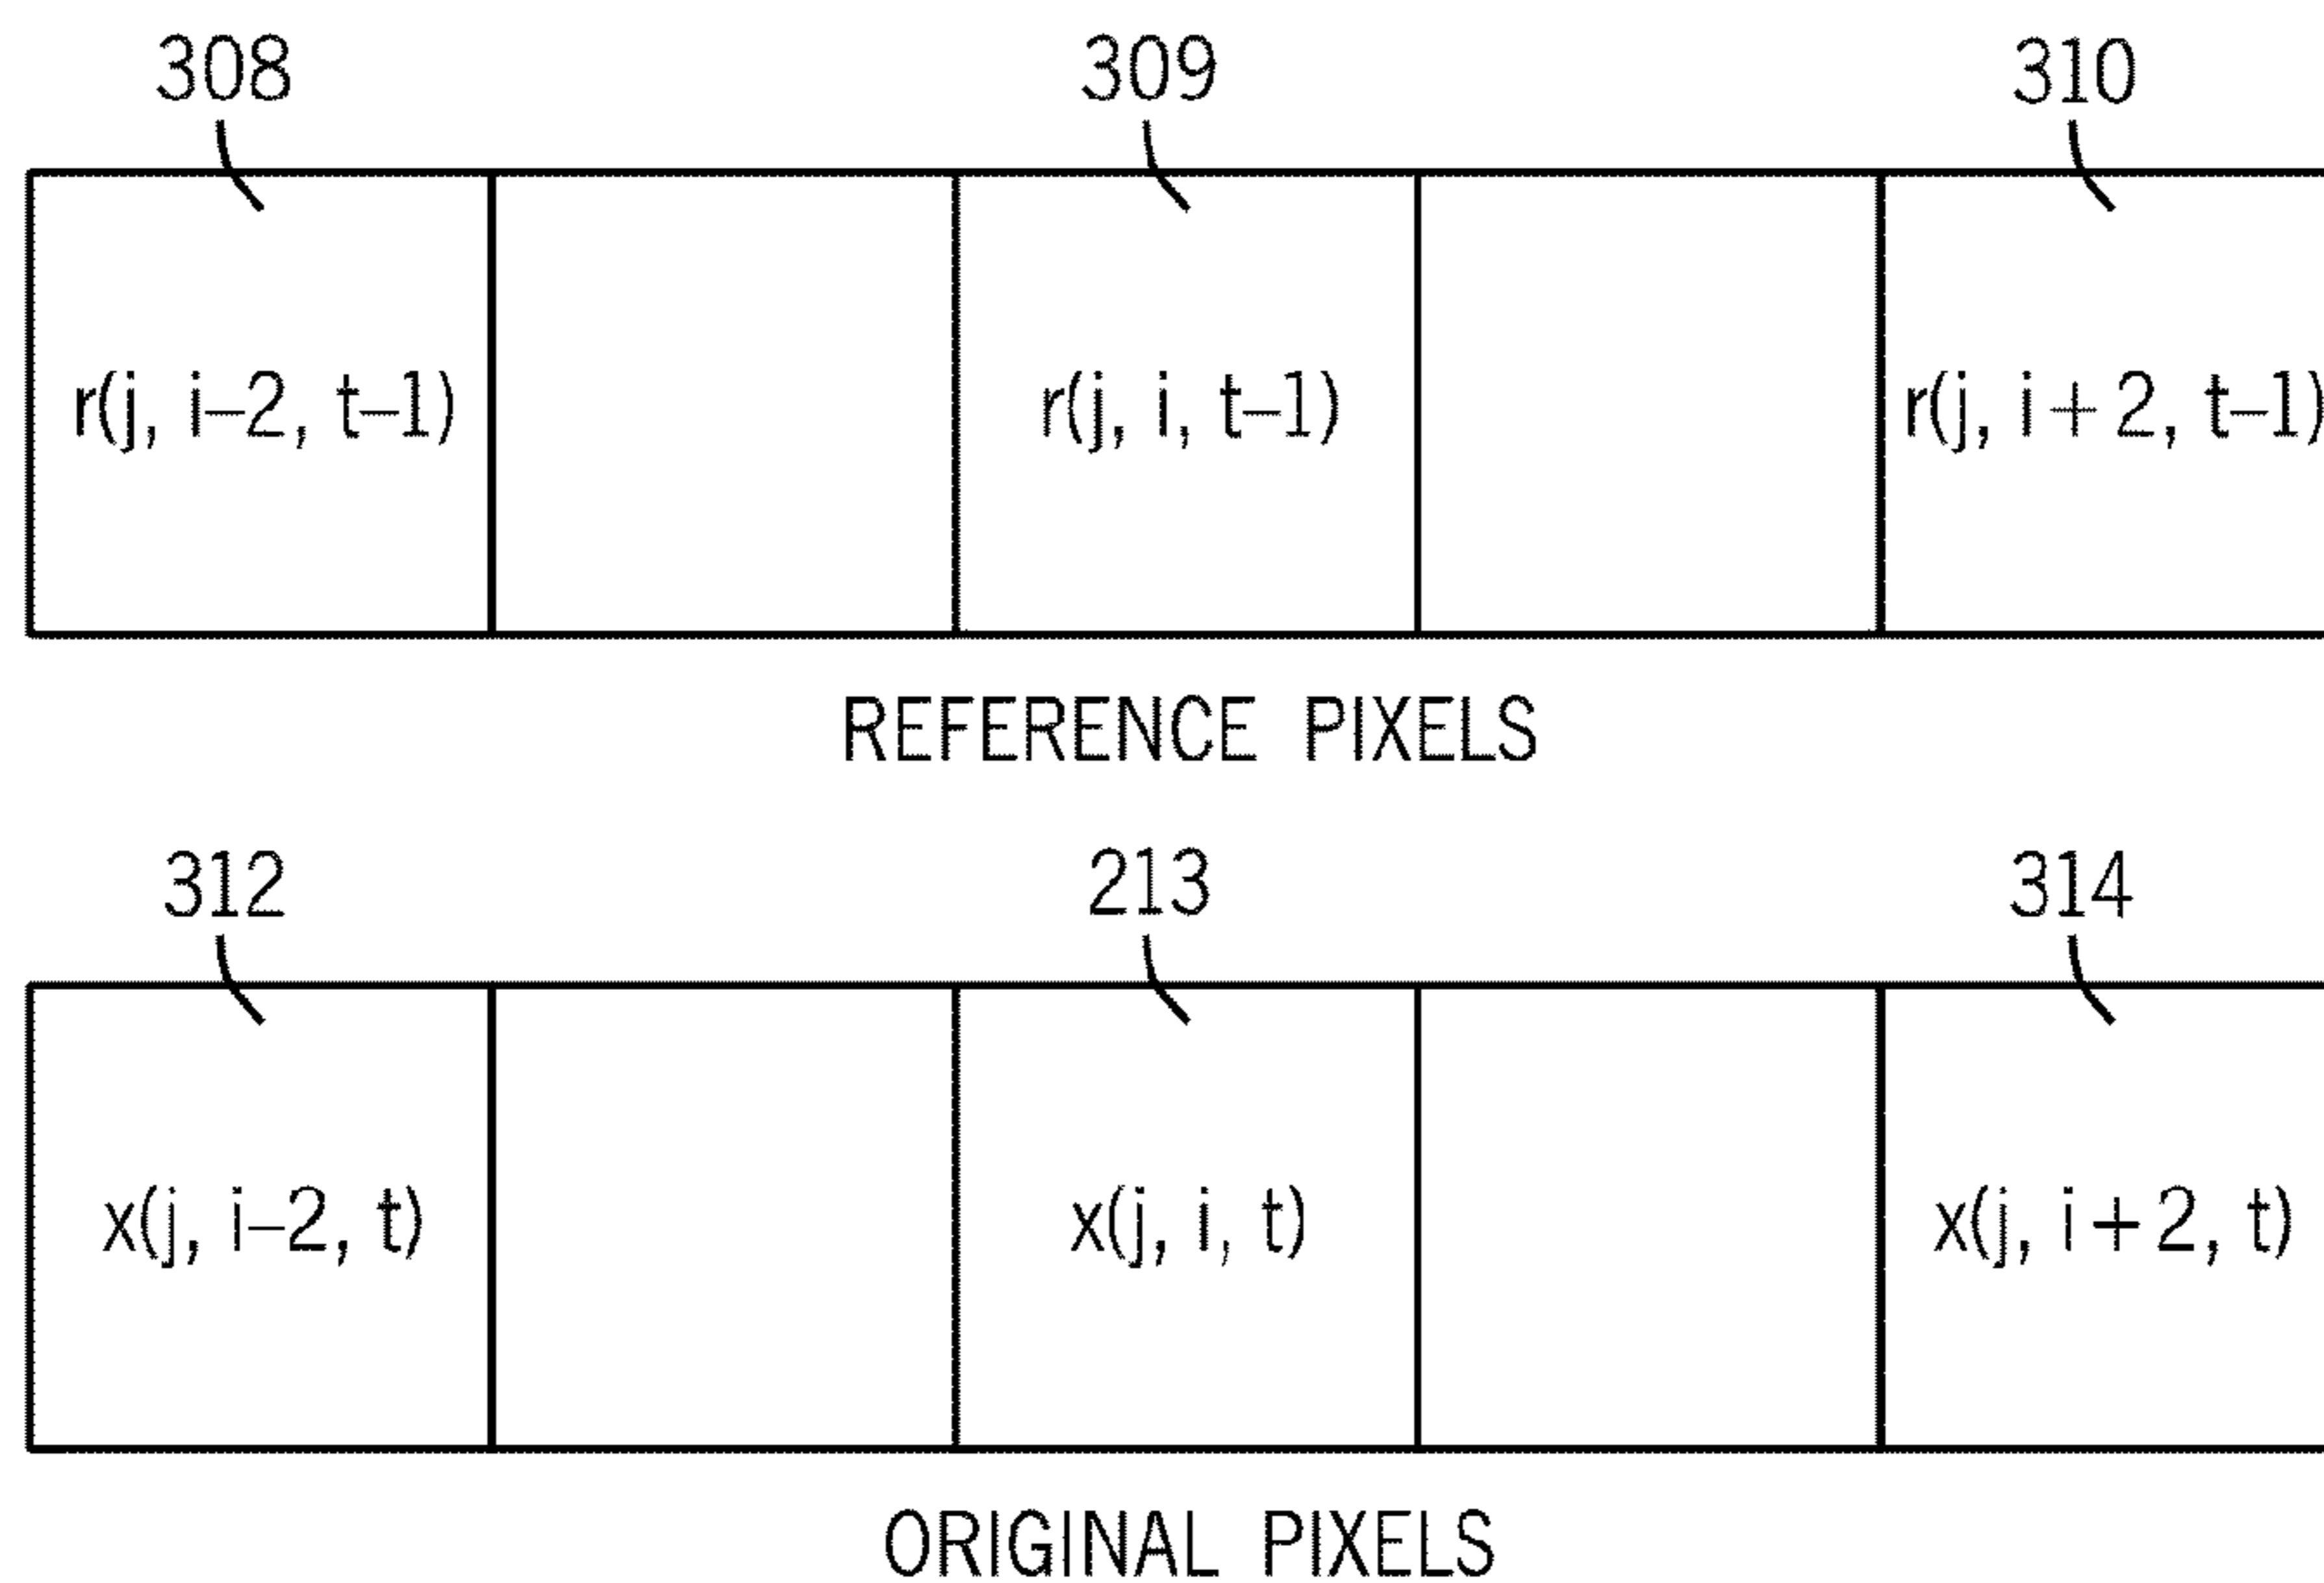 308 309 310
r(j, i–2, t–1) r(j, i, t–1) r(j, i + 2, t–1)
REFERENCE PIXELS
312 213 314
x(j, i–2, t) x(j, i, t) x(j, i + 2, t)
ORIGINAL PIXELS